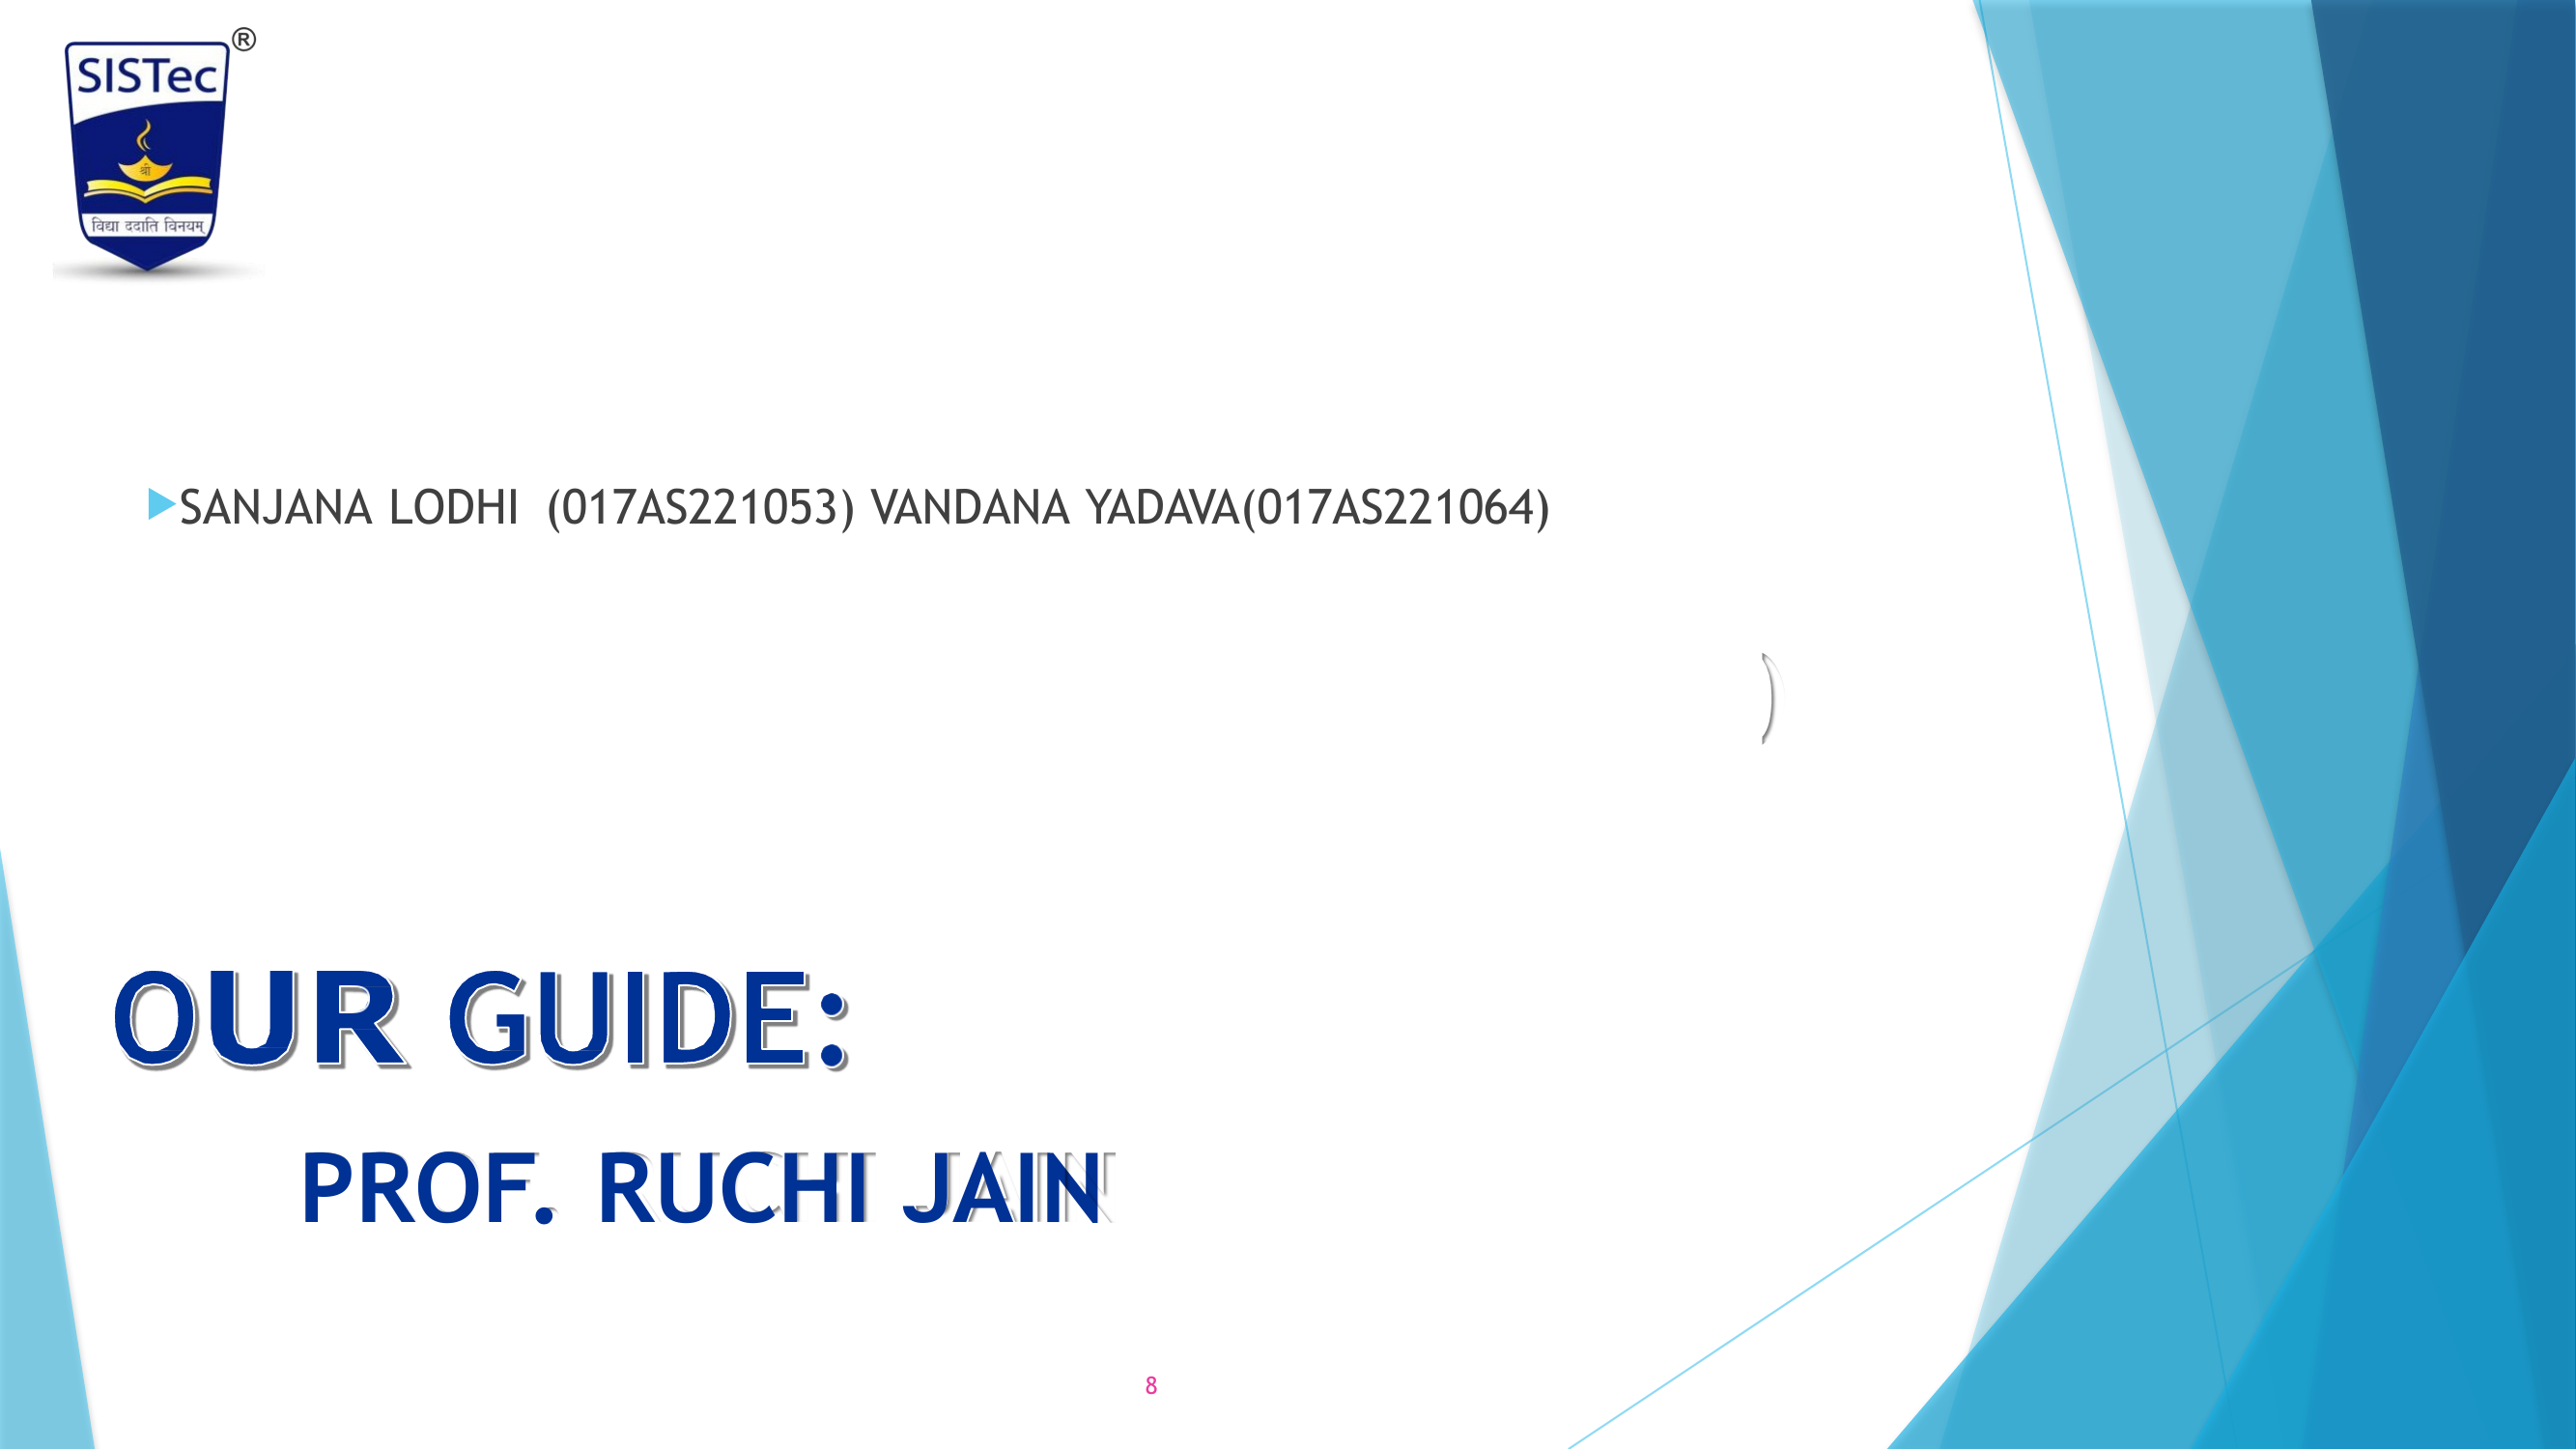 ®
SISTec
श्री
विद्या ददाति विनयम्
SANJANA LODHI (017AS221053) VANDANA YADAVA(017AS221064)
)
OUR GUIDE:
PROF. RUCHI JAIN
8